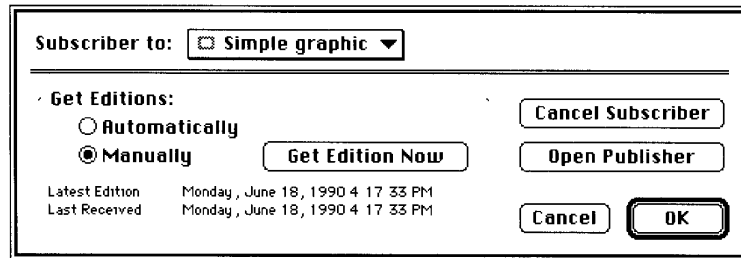 Subscriber to: Simple graphic
Get Editions:
Automatically
Manually
Get Edition Now
Cancel Subscriber
Open Publisher
Latest Edition Monday, June 18, 1990 4 17 33 PM
Last Received Monday, June 18, 1990 4 17 33 PM
Cancel OK